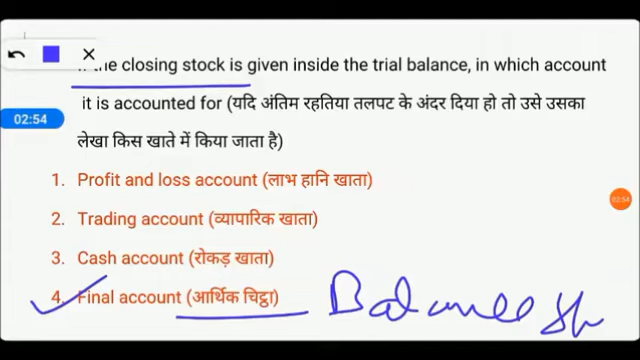 the closing stock is given inside the trial balance, in which account
it is accounted for (यदि अंतिम रहतिया तलपट के अंदर दिया हो तो उसे उसका
02:54
लेखा किस खाते में किया जाता है)
1. Profit and loss account (लाभ हानि खाता)
02:54
2. Trading account (व्यापारिक खाता)
3. Cash account (रोकड़ खाता)
4. Final account (आर्थिक चिट्ठा)
Balance Sh